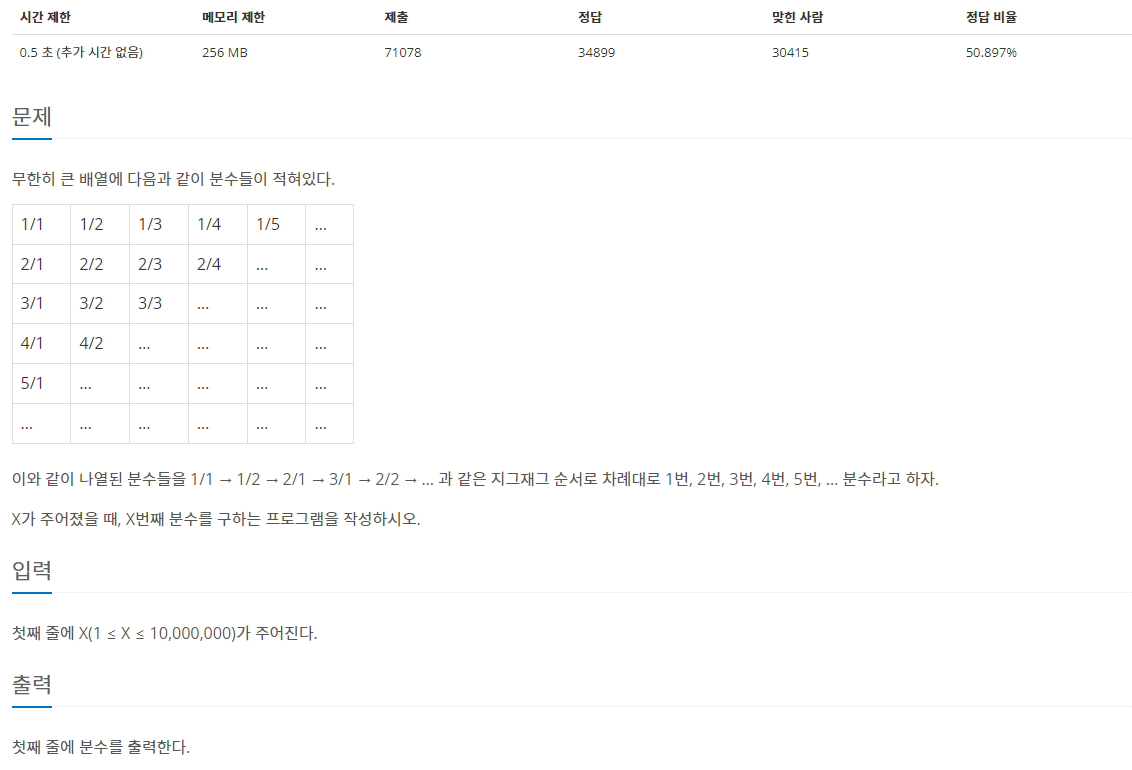 시간 제한 메모리 제한 제출 정답 맞힌 사람 정답 비율
0.5 초 (추가 시간 없음) 256 MB 71078 34899 30415 50.897%
문제
무한히 큰 배열에 다음과 같이 분수들이 적혀있다.
1/1 1/2 1/3 1/4 1/5 …
2/1 2/2 2/3 2/4 … …
3/1 3/2 3/3 … … …
4/1 4/2 … … … …
5/1 … … … … …
… … … … … …
이와 같이 나열된 분수들을 1/1 → 1/2 → 2/1 → 3/1 → 2/2 → … 과 같은 지그재그 순서로 차례대로 1번, 2번, 3번, 4번, 5번, … 분수라고 하자.
X가 주어졌을 때, X번째 분수를 구하는 프로그램을 작성하시오.
입력
첫째 줄에 X(1 ≤ X ≤ 10,000,000)가 주어진다.
출력
첫째 줄에 분수를 출력한다.